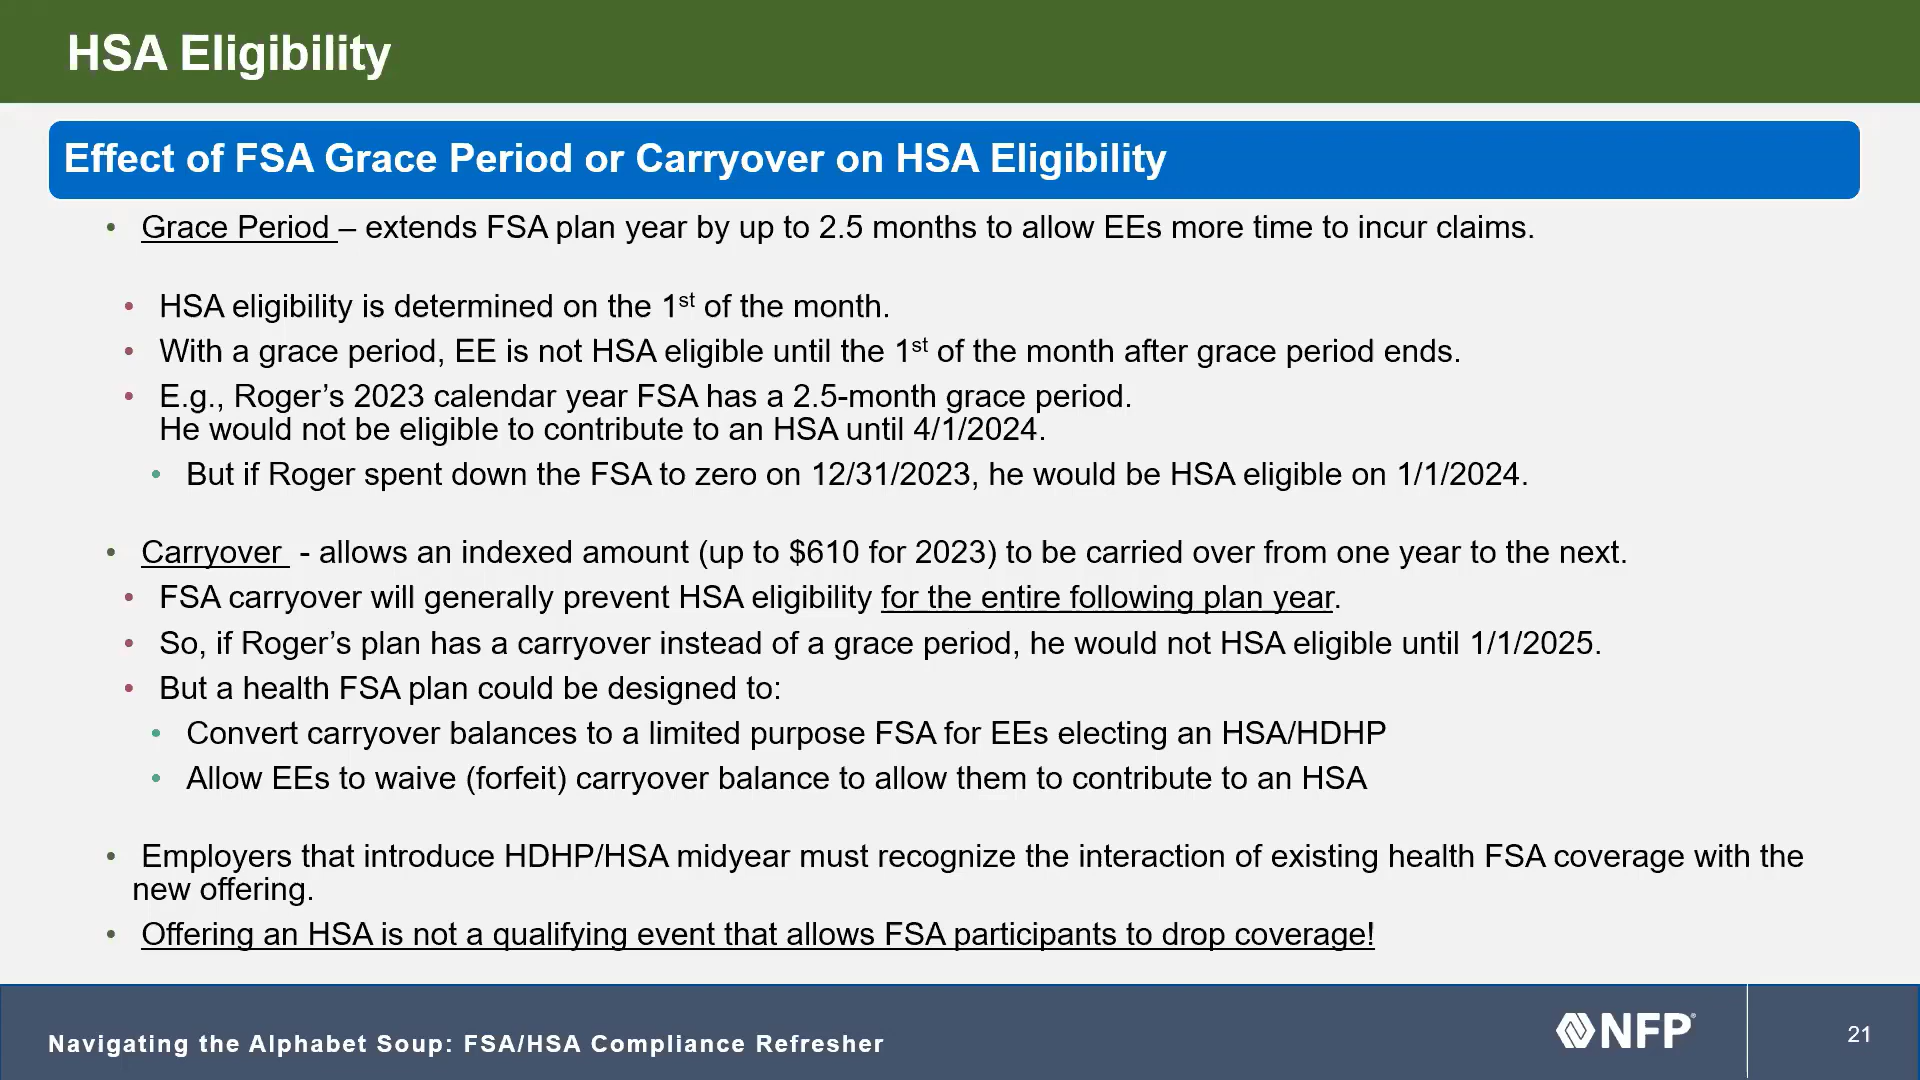 HSA Eligibility
Effect of FSA Grace Period or Carryover on HSA Eligibility
• Grace Period – extends FSA plan year by up to 2.5 months to allow EEs more time to incur claims.
• HSA eligibility is determined on the 1st of the month.
• With a grace period, EE is not HSA eligible until the 1st of the month after grace period ends.
• E.g., Roger’s 2023 calendar year FSA has a 2.5-month grace period.
He would not be eligible to contribute to an HSA until 4/1/2024.
• But if Roger spent down the FSA to zero on 12/31/2023, he would be HSA eligible on 1/1/2024.
• Carryover - allows an indexed amount (up to $610 for 2023) to be carried over from one year to the next.
• FSA carryover will generally prevent HSA eligibility for the entire following plan year.
• So, if Roger’s plan has a carryover instead of a grace period, he would not HSA eligible until 1/1/2025.
• But a health FSA plan could be designed to:
• Convert carryover balances to a limited purpose FSA for EEs electing an HSA/HDHP
• Allow EEs to waive (forfeit) carryover balance to allow them to contribute to an HSA
• Employers that introduce HDHP/HSA midyear must recognize the interaction of existing health FSA coverage with the
new offering.
• Offering an HSA is not a qualifying event that allows FSA participants to drop coverage!
Navigating the Alphabet Soup: FSA/HSA Compliance Refresher
NFP®
21